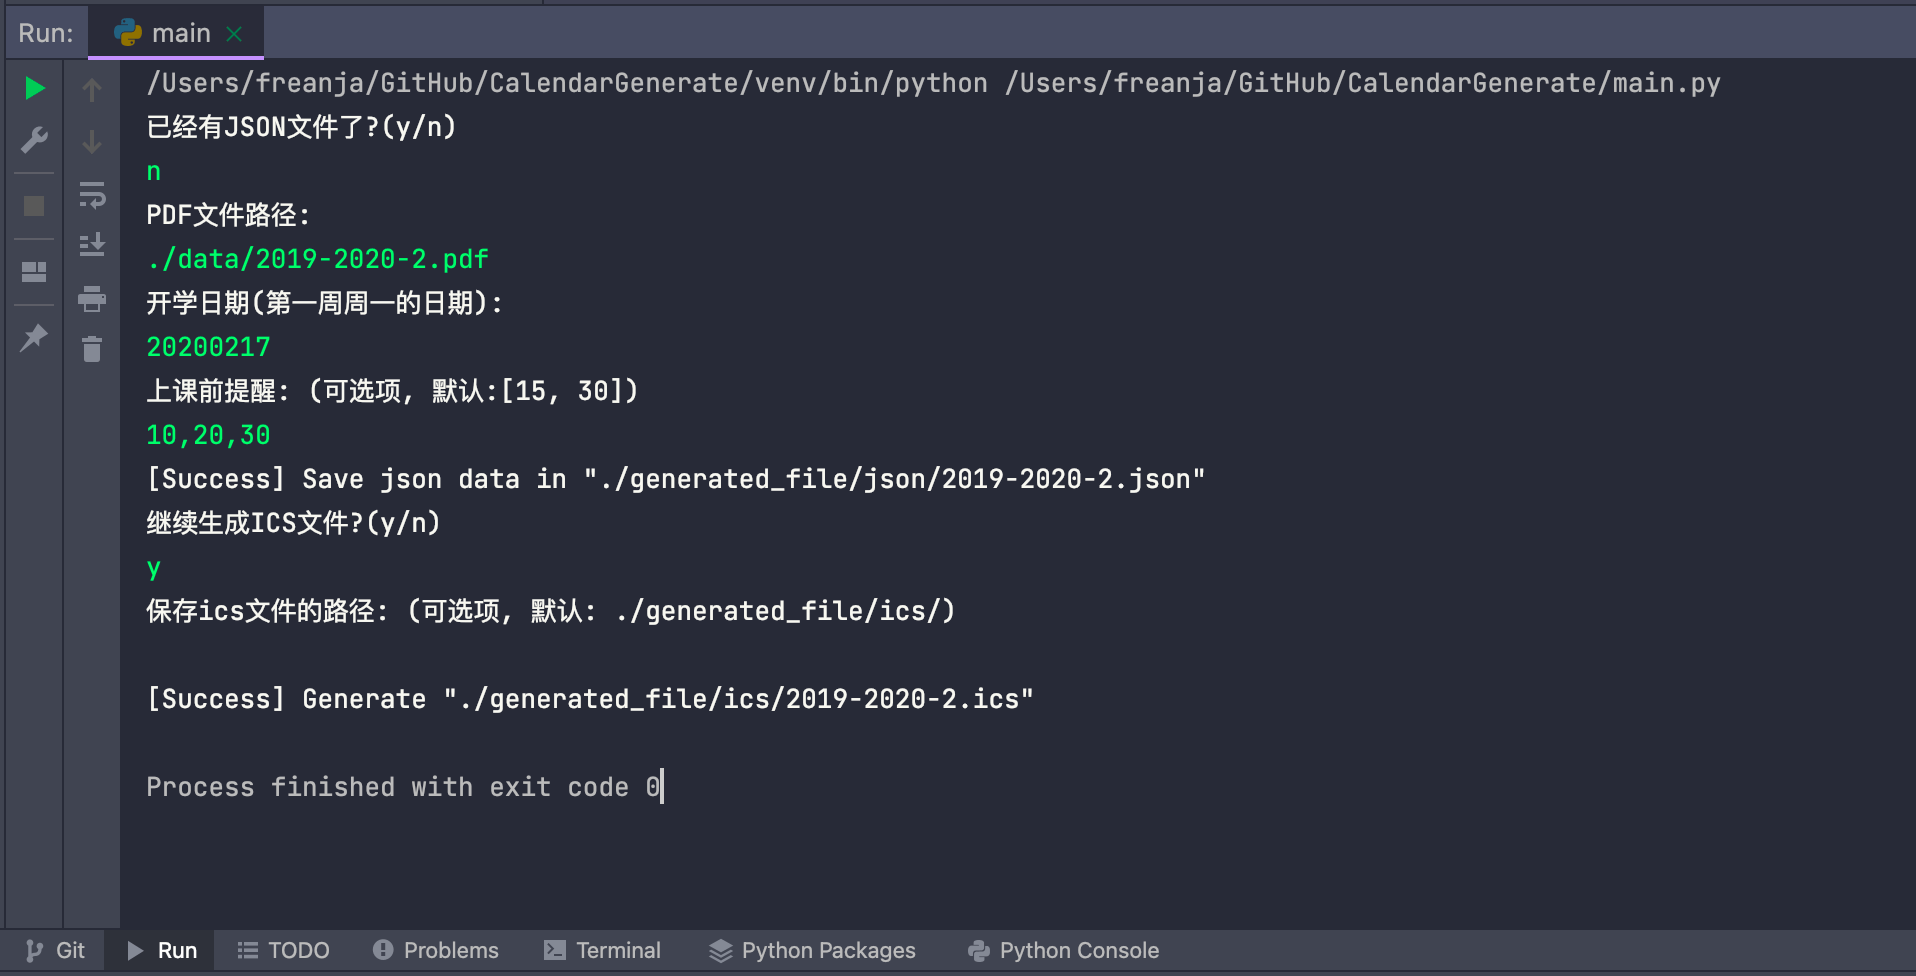 Run: main
/Users/freanja/GitHub/CalendarGenerate/venv/bin/python /Users/freanja/GitHub/CalendarGenerate/main.py
已经有JSON文件了?(y/n)
n
PDF文件路径:
./data/2019-2020-2.pdf
开学日期(第一周周一的日期):
20200217
上课前提醒: (可选项, 默认:[15, 30])
10,20,30
[Success] Save json data in "./generated_file/json/2019-2020-2.json"
继续生成ICS文件?(y/n)
y
保存ics文件的路径: (可选项, 默认: ./generated_file/ics/)
[Success] Generate "./generated_file/ics/2019-2020-2.ics"
Process finished with exit code 0
Git Run TODO Problems Terminal Python Packages Python Console